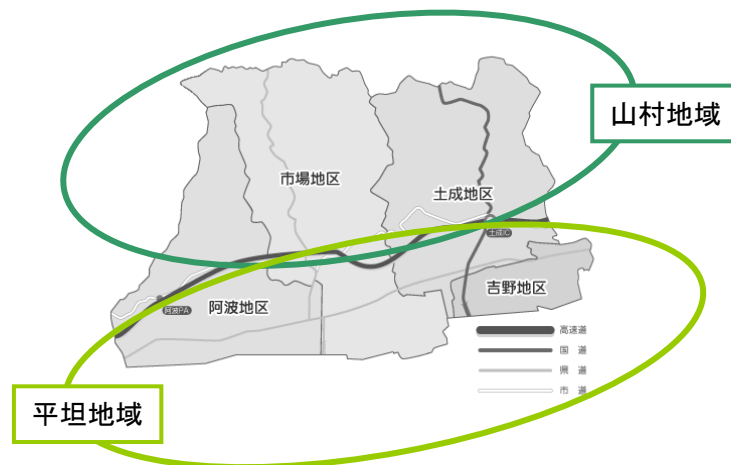 山村地域
市場地区
土成地区
土成IC
吉野地区
阿波地区
阿波PA
高速道
国 道
県 道
市 道
平坦地域